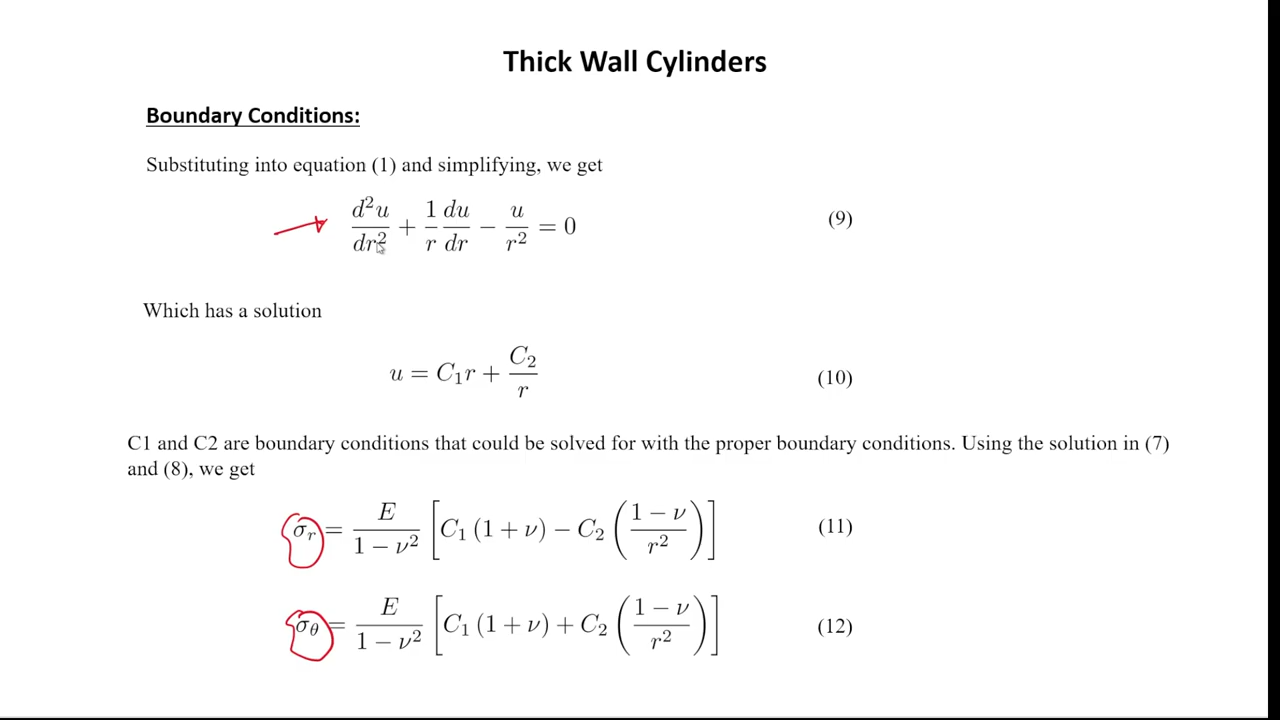 Thick Wall Cylinders
Boundary Conditions:
Substituting into equation (1) and simplifying, we get
d²u/dr² + 1/r du/dr − u/r² = 0 (9)
Which has a solution
u = C₁r + C₂/r (10)
C1 and C2 are boundary conditions that could be solved for with the proper boundary conditions. Using the solution in (7)
and (8), we get
σᵣ = E/(1 − ν²) [C₁ (1 + ν) − C₂ ((1 − ν)/r²)] (11)
σ_θ = E/(1 − ν²) [C₁ (1 + ν) + C₂ ((1 − ν)/r²)] (12)